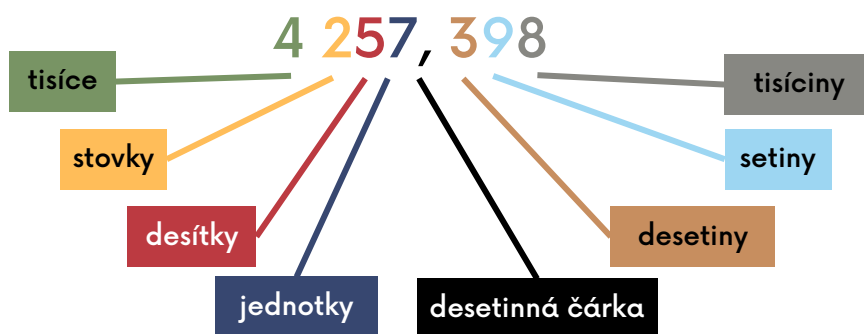 4 257, 398
tisíce
tisíciny
stovky
setiny
desítky
desetiny
jednotky
desetinná čárka